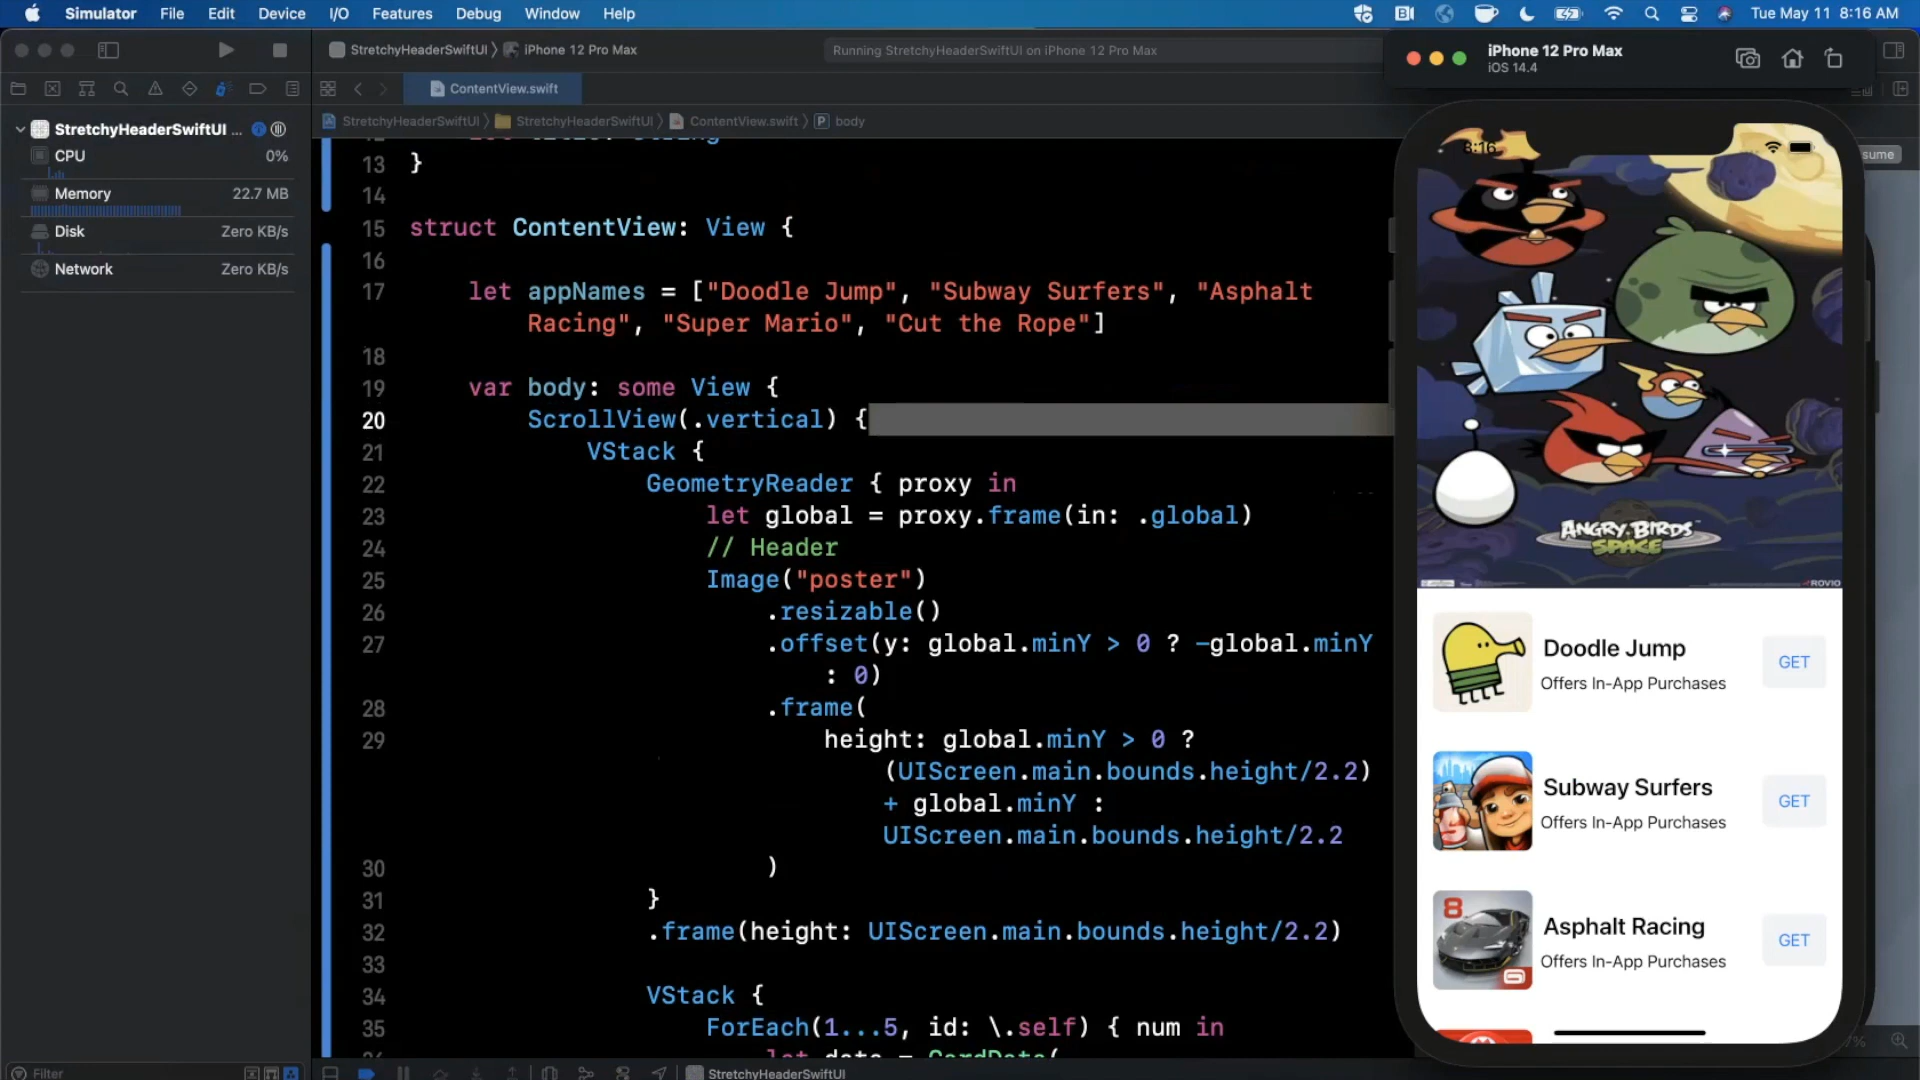 Simulator File Edit Device I/O Features Debug Window Help
Tue May 11 8:16 AM
StretchyHeaderSwiftUI iPhone 12 Pro Max
Running StretchyHeaderSwiftUI on iPhone 12 Pro Max
iPhone 12 Pro Max
iOS 14.4
ContentView.swift
StretchyHeaderSwiftUI StretchyHeaderSwiftUI ContentView.swift body
StretchyHeaderSwiftUI ...
CPU 0%
Memory 22.7 MB
Disk Zero KB/s
Network Zero KB/s
13 }
14
15 struct ContentView: View {
16
17 let appNames = ["Doodle Jump", "Subway Surfers", "Asphalt
Racing", "Super Mario", "Cut the Rope"]
18
19 var body: some View {
20 ScrollView(.vertical) {
21 VStack {
22 GeometryReader { proxy in
23 let global = proxy.frame(in: .global)
24 // Header
25 Image("poster")
26 .resizable()
27 .offset(y: global.minY > 0 ? -global.minY
: 0)
28 .frame(
29 height: global.minY > 0 ?
(UIScreen.main.bounds.height/2.2)
+ global.minY :
UIScreen.main.bounds.height/2.2
30 )
31 }
32 .frame(height: UIScreen.main.bounds.height/2.2)
33
34 VStack {
35 ForEach(1...5, id: \.self) { num in
let data = CardData(
Filter
StretchyHeaderSwiftUI
sume
8:16
ANGRY BIRDS
SPACE
ROVIO
Doodle Jump
Offers In-App Purchases
GET
Subway Surfers
Offers In-App Purchases
GET
8
Asphalt Racing
Offers In-App Purchases
GET